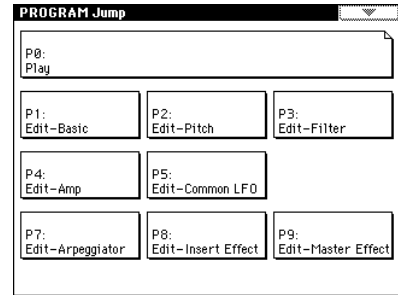 PROGRAM Jump
P0:
Play
P1:
Edit-Basic
P2:
Edit-Pitch
P3:
Edit-Filter
P4:
Edit-Amp
P5:
Edit-Common LFO
P7:
Edit-Arpeggiator
P8:
Edit-Insert Effect
P9:
Edit-Master Effect